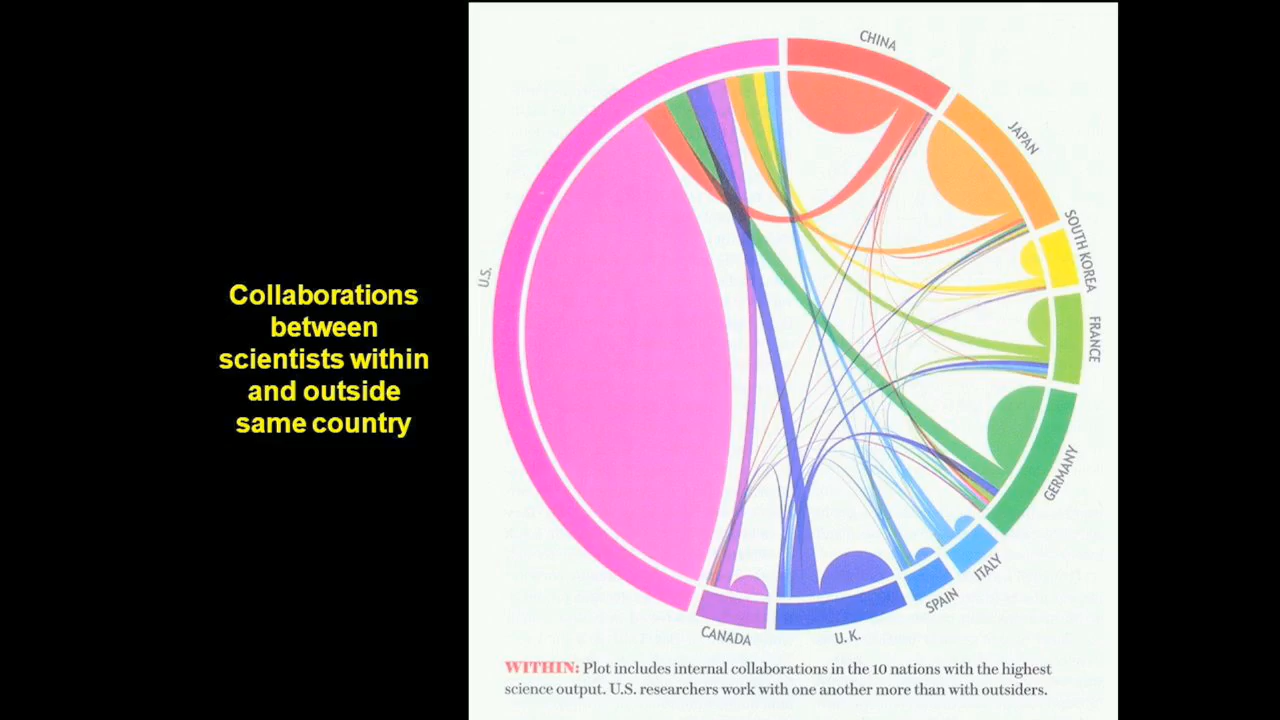 Collaborations
between
scientists within
and outside
same country
CHINA
JAPAN
SOUTH KOREA
FRANCE
GERMANY
ITALY
SPAIN
U.K.
CANADA
U.S.
WITHIN: Plot includes internal collaborations in the 10 nations with the highest
science output. U.S. researchers work with one another more than with outsiders.